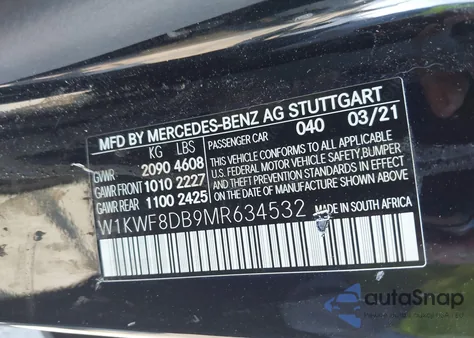 MFD BY MERCEDES-BENZ AG STUTTGART
KG LBS
GVWR 2090 4608
GAWR FRONT 1010 2227
GAWR REAR 1100 2425
PASSENGER CAR 040 03/21
THIS VEHICLE CONFORMS TO ALL APPLICABLE
U.S. FEDERAL MOTOR VEHICLE SAFETY, BUMPER
AND THEFT PREVENTION STANDARDS IN EFFECT
ON THE DATE OF MANUFACTURE SHOWN ABOVE.
W1KWF8DB9MR634532
MADE IN SOUTH AFRICA
autoSnap